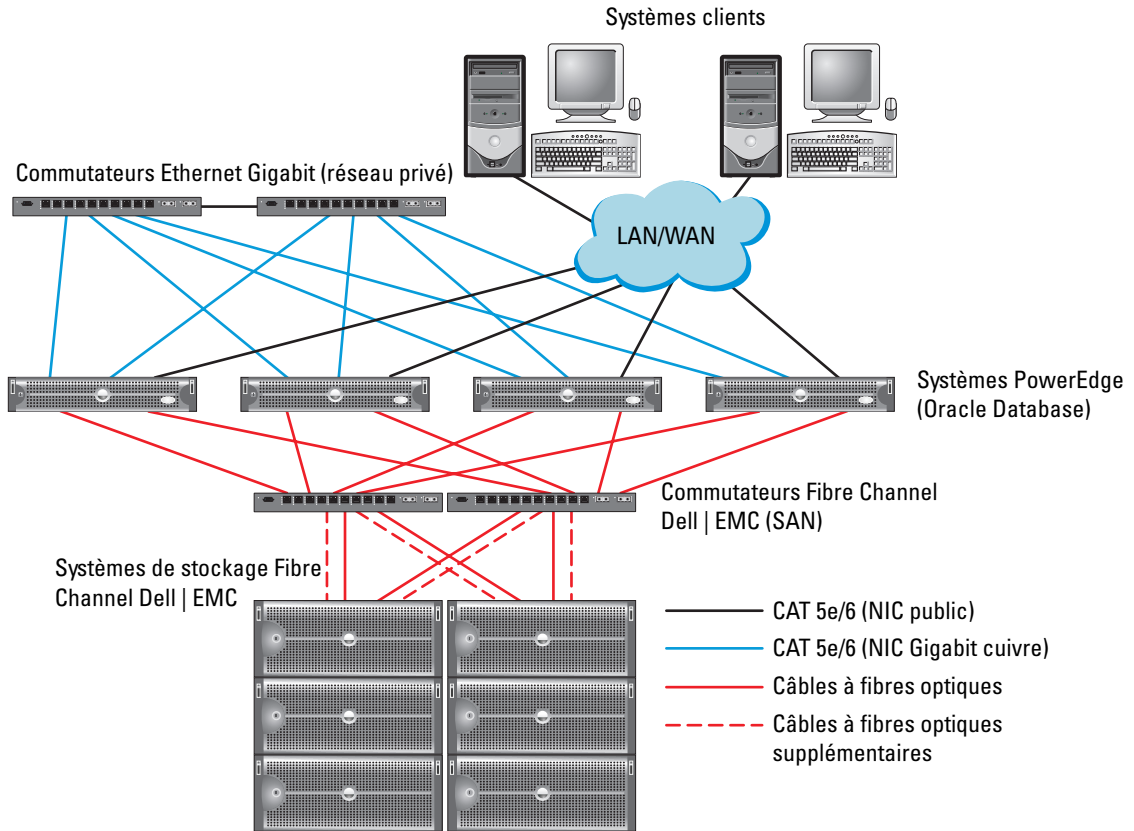 Systèmes clients
Commutateurs Ethernet Gigabit (réseau privé)
LAN/WAN
Systèmes PowerEdge
(Oracle Database)
Commutateurs Fibre Channel
Dell | EMC (SAN)
Systèmes de stockage Fibre
Channel Dell | EMC
CAT 5e/6 (NIC public)
CAT 5e/6 (NIC Gigabit cuivre)
Câbles à fibres optiques
Câbles à fibres optiques
supplémentaires